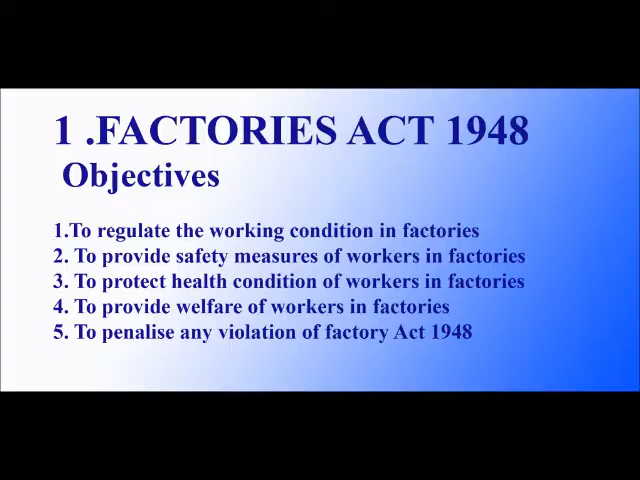 1 .FACTORIES ACT 1948
Objectives
1.To regulate the working condition in factories
2. To provide safety measures of workers in factories
3. To protect health condition of workers in factories
4. To provide welfare of workers in factories
5. To penalise any violation of factory Act 1948